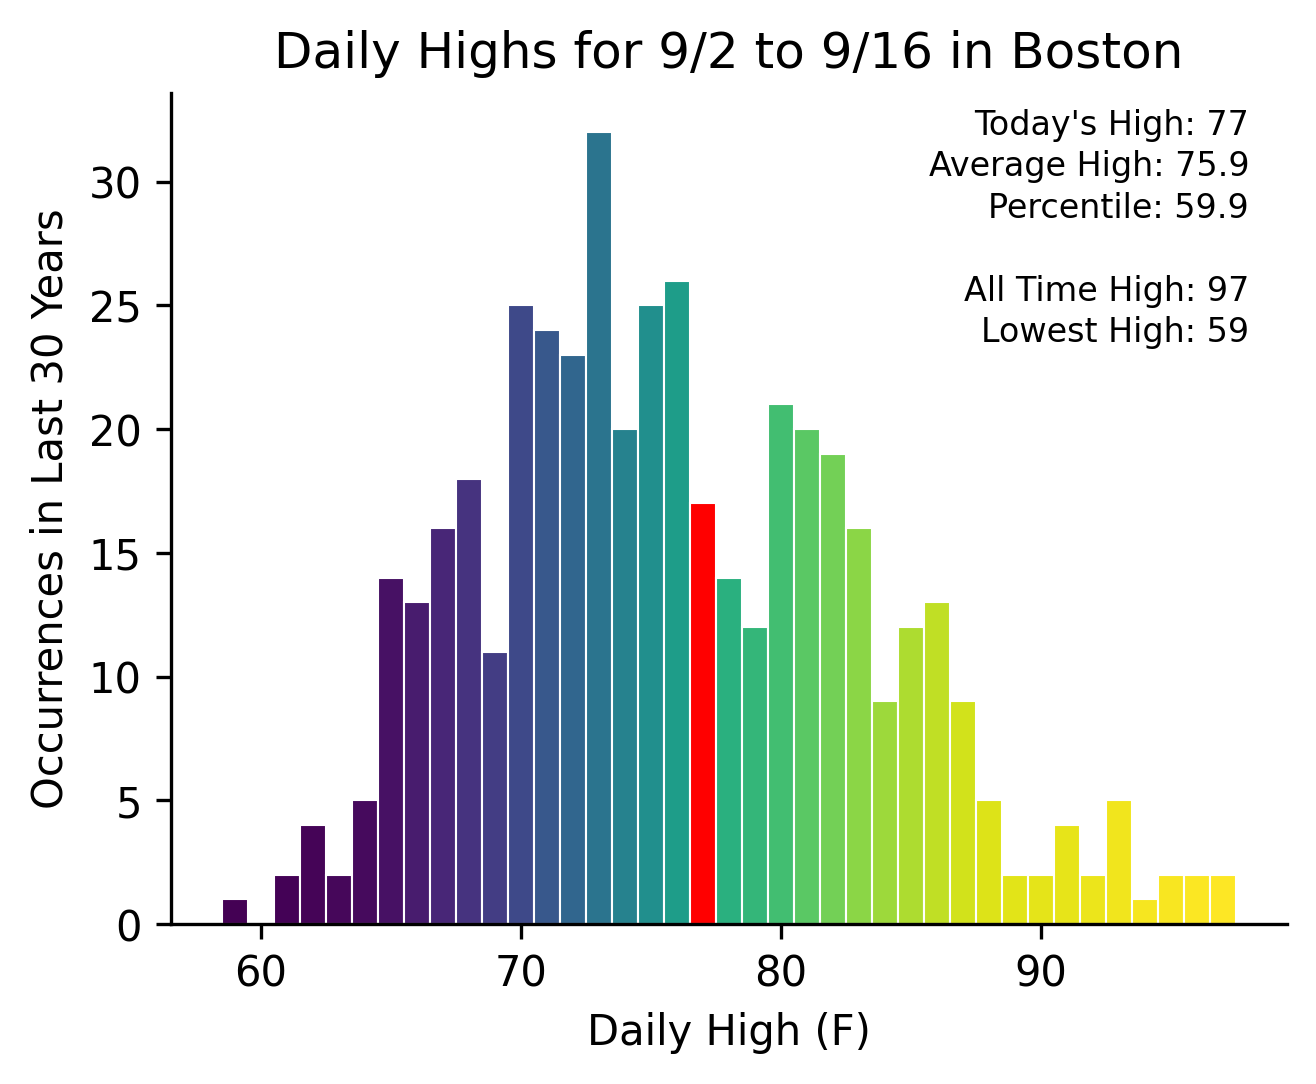 Daily Highs for 9/2 to 9/16 in Boston
Today's High: 77
Average High: 75.9
Percentile: 59.9
All Time High: 97
Lowest High: 59
Occurrences in Last 30 Years
30
25
20
15
10
5
0
60 70 80 90
Daily High (F)